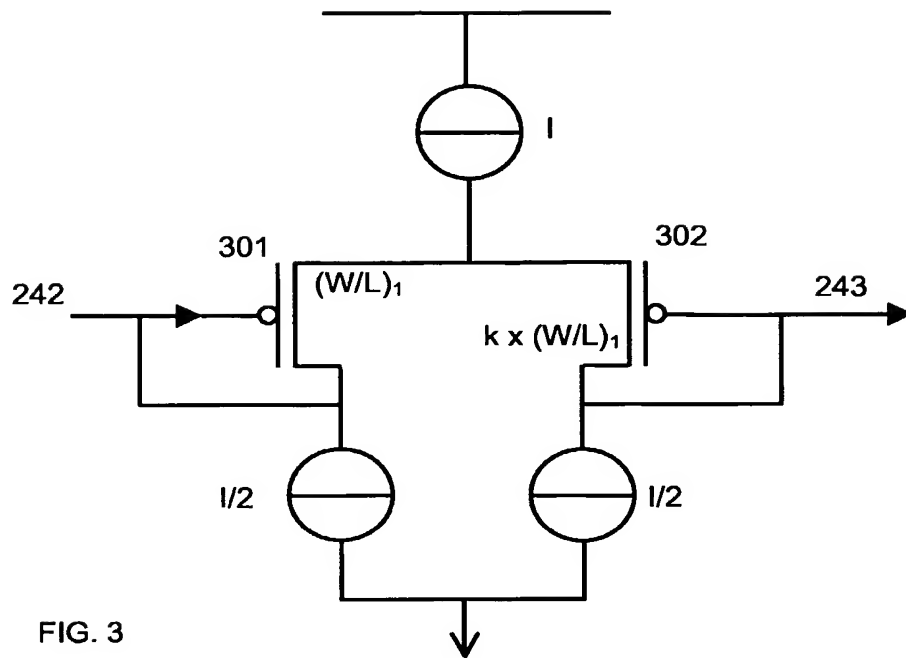 I
301
302
242
(W/L)₁
243
k x (W/L)₁
I/2
I/2
FIG. 3